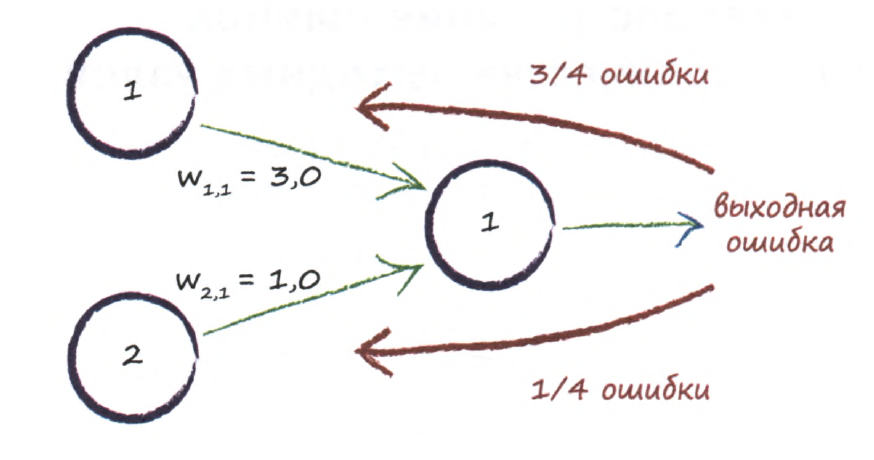 3/4 ошибки
1
w1,1 = 3,0
1
выходная
ошибка
w2,1 = 1,0
2
1/4 ошибки